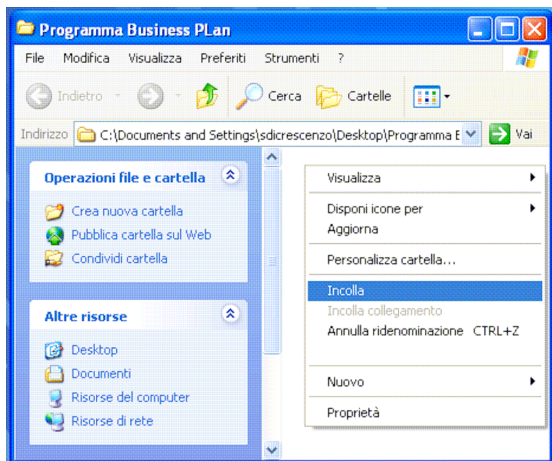 Programma Business PLan
File Modifica Visualizza Preferiti Strumenti ?
Indietro Cerca Cartelle
Indirizzo C:\Documents and Settings\sdicrescenzo\Desktop\Programma E Vai
Operazioni file e cartella
Crea nuova cartella
Pubblica cartella sul Web
Condividi cartella
Altre risorse
Desktop
Documenti
Risorse del computer
Risorse di rete
Visualizza
Disponi icone per
Aggiorna
Personalizza cartella...
Incolla
Incolla collegamento
Annulla ridenominazione CTRL+Z
Nuovo
Proprietà